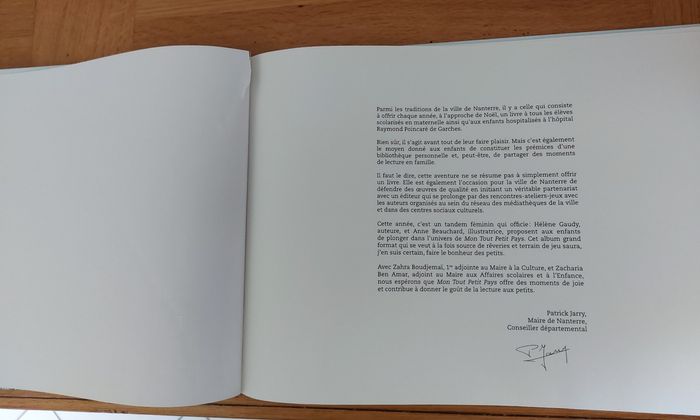 Parmi les traditions de la ville de Nanterre, il y a celle qui consiste
à offrir chaque année, à l'approche de Noël, un livre à tous les élèves
scolarisés en maternelle ainsi qu'aux enfants hospitalisés à l'hôpital
Raymond Poincaré de Garches.
Bien sûr, il s'agit avant tout de leur faire plaisir. Mais c'est également
le moyen donné aux enfants de constituer les prémices d'une
bibliothèque personnelle et, peut-être, de partager des moments
de lecture en famille.
Il faut le dire, cette aventure ne se résume pas à simplement offrir
un livre. Elle est également l'occasion pour la ville de Nanterre de
défendre des œuvres de qualité en initiant un véritable partenariat
avec un éditeur qui se prolonge par des rencontres-ateliers-jeux avec
les auteurs organisés au sein du réseau des médiathèques de la ville
et dans des centres sociaux culturels.
Cette année, c'est un tandem féminin qui officie : Hélène Gaudy,
auteure, et Anne Beauchard, illustratrice, proposent aux enfants
de plonger dans l'univers de Mon Tout Petit Pays. Cet album grand
format qui se veut à la fois source de rêveries et terrain de jeu saura,
j'en suis certain, faire le bonheur des petits.
Avec Zahra Boudjemaï, 1re adjointe au Maire à la Culture, et Zacharia
Ben Amar, adjoint au Maire aux Affaires scolaires et à l'Enfance,
nous espérons que Mon Tout Petit Pays offre des moments de joie
et contribue à donner le goût de la lecture aux petits.
Patrick Jarry,
Maire de Nanterre,
Conseiller départemental
P. Jarry